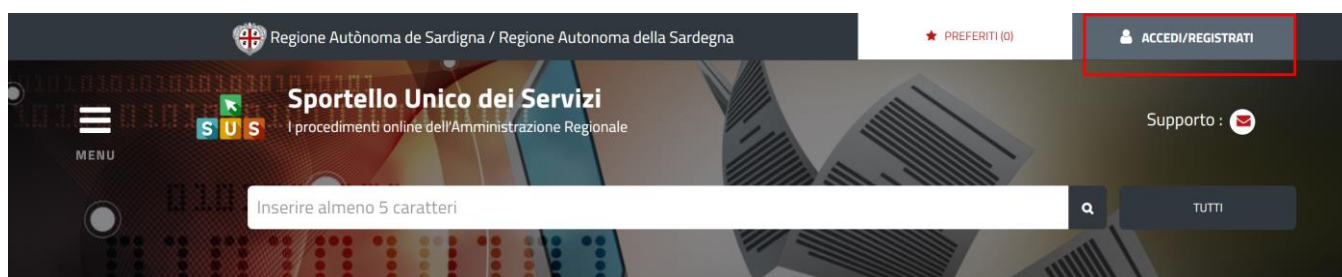 Regione Autònoma de Sardigna / Regione Autonoma della Sardegna
PREFERITI (0)
ACCEDI/REGISTRATI
Sportello Unico dei Servizi
SUS
I procedimenti online dell'Amministrazione Regionale
Supporto :
MENU
Inserire almeno 5 caratteri
TUTTI